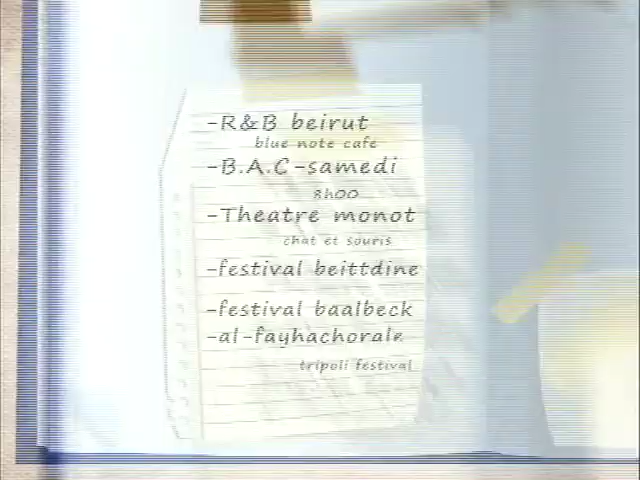 -R&B beirut
blue note cafe
-B.A.C-samedi
8h00
-Theatre monot
chat et souris
-festival beittdine
-festival baalbeck
-al-fayhachorale
tripoli festival